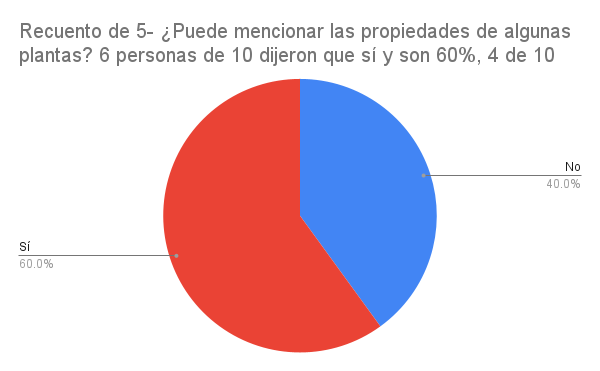 Recuento de 5- ¿Puede mencionar las propiedades de algunas
plantas? 6 personas de 10 dijeron que sí y son 60%, 4 de 10
No
40.0%
Sí
60.0%